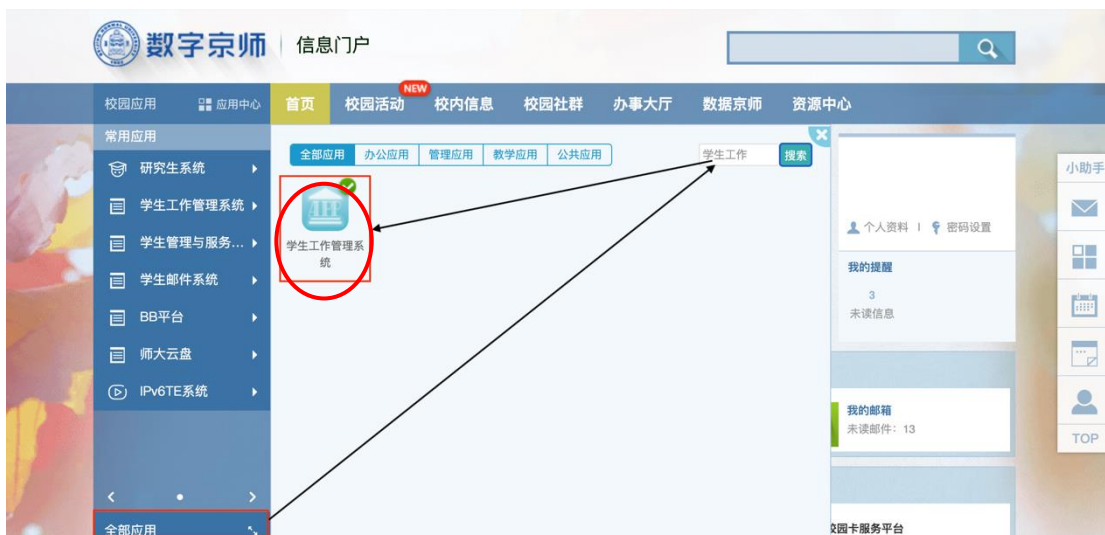 数字京师 信息门户
校园应用 应用中心 首页 校园活动 NEW 校内信息 校园社群 办事大厅 数据京师 资源中心
常用应用
研究生系统
学生工作管理系统
学生管理与服务...
学生邮件系统
BB平台
师大云盘
IPv6TE系统
全部应用
全部应用 办公应用 管理应用 教学应用 公共应用 学生工作 搜索
学生工作管理系
统
个人资料 | 密码设置
我的提醒
3
未读信息
我的邮箱
未读邮件：13
校园卡服务平台
小助手
TOP